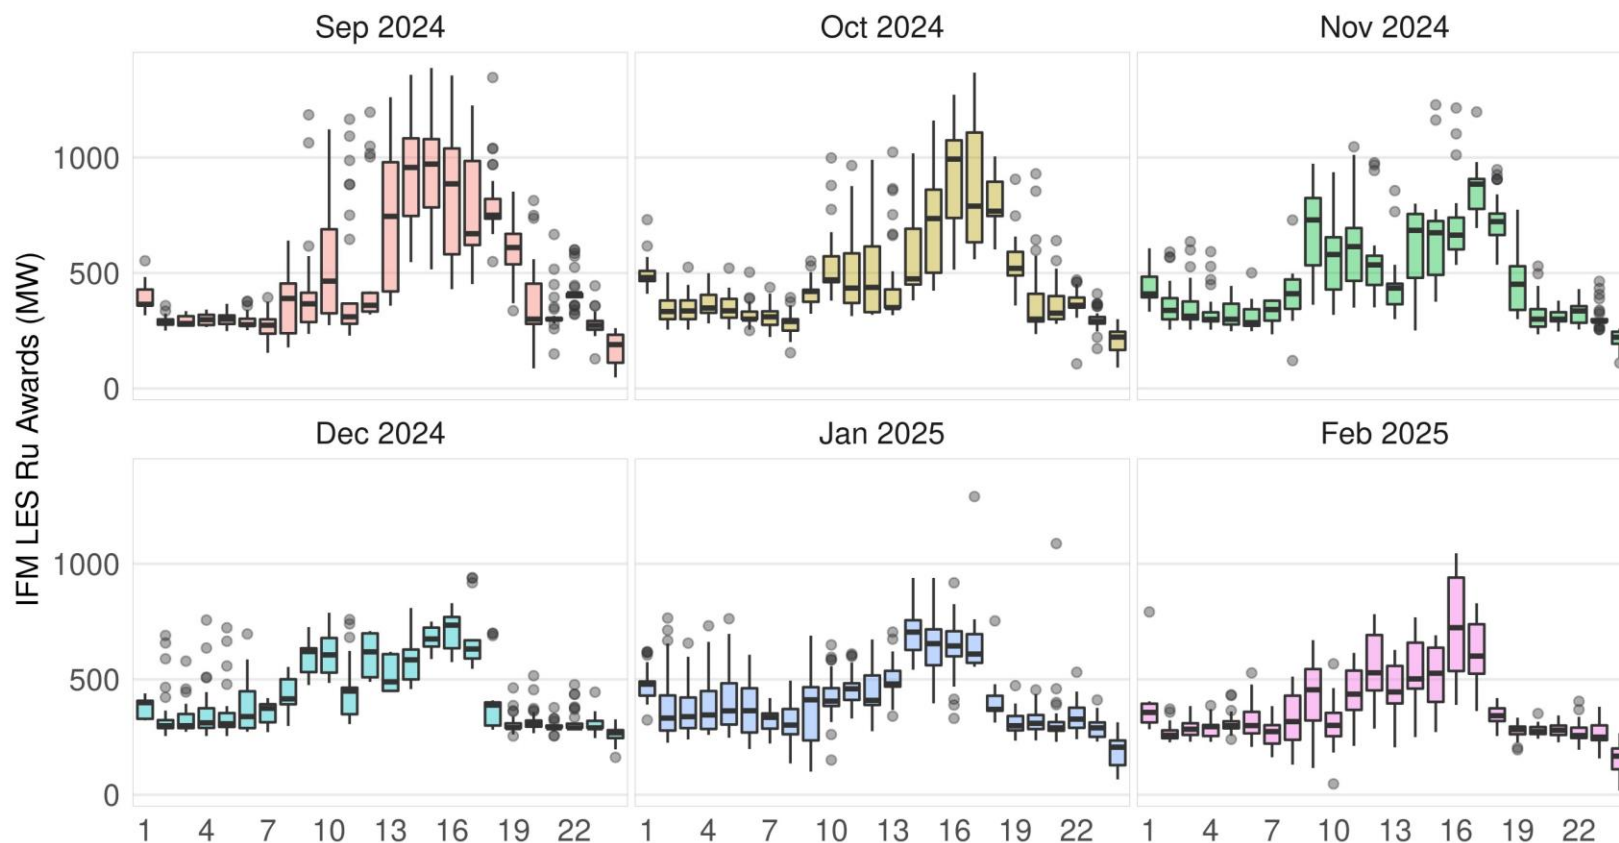 Sep 2024
Oct 2024
Nov 2024
IFM LES Ru Awards (MW)
1000
500
0
Dec 2024
Jan 2025
Feb 2025
1000
500
0
1 4 7 10 13 16 19 22
1 4 7 10 13 16 19 22
1 4 7 10 13 16 19 22